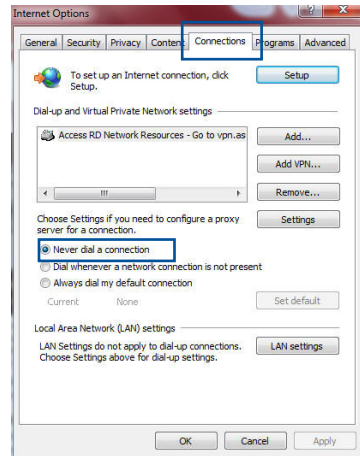 Internet Options
General Security Privacy Content Connections Programs Advanced
To set up an Internet connection, click
Setup.
Setup
Dial-up and Virtual Private Network settings
Access RD Network Resources - Go to vpn.as
Add...
Add VPN...
Remove...
Choose Settings if you need to configure a proxy
server for a connection.
Settings
Never dial a connection
Dial whenever a network connection is not present
Always dial my default connection
Current None
Set default
Local Area Network (LAN) settings
LAN Settings do not apply to dial-up connections.
Choose Settings above for dial-up settings.
LAN settings
OK Cancel Apply